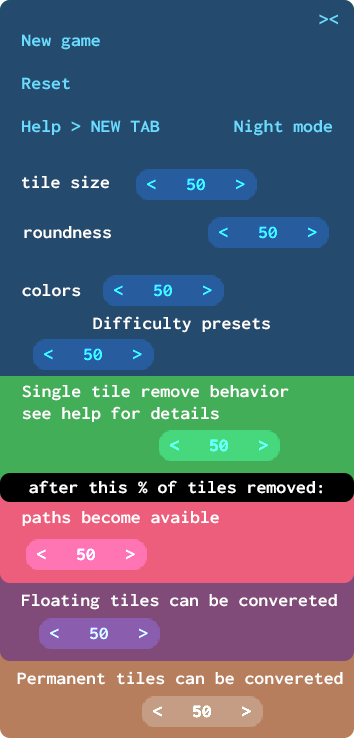 ><
New game
Reset
Help > NEW TAB Night mode
tile size < 50 >
roundness < 50 >
colors < 50 >
Difficulty presets
< 50 >
Single tile remove behavior
see help for details
< 50 >
after this % of tiles removed:
paths become avaible
< 50 >
Floating tiles can be convereted
< 50 >
Permanent tiles can be convereted
< 50 >